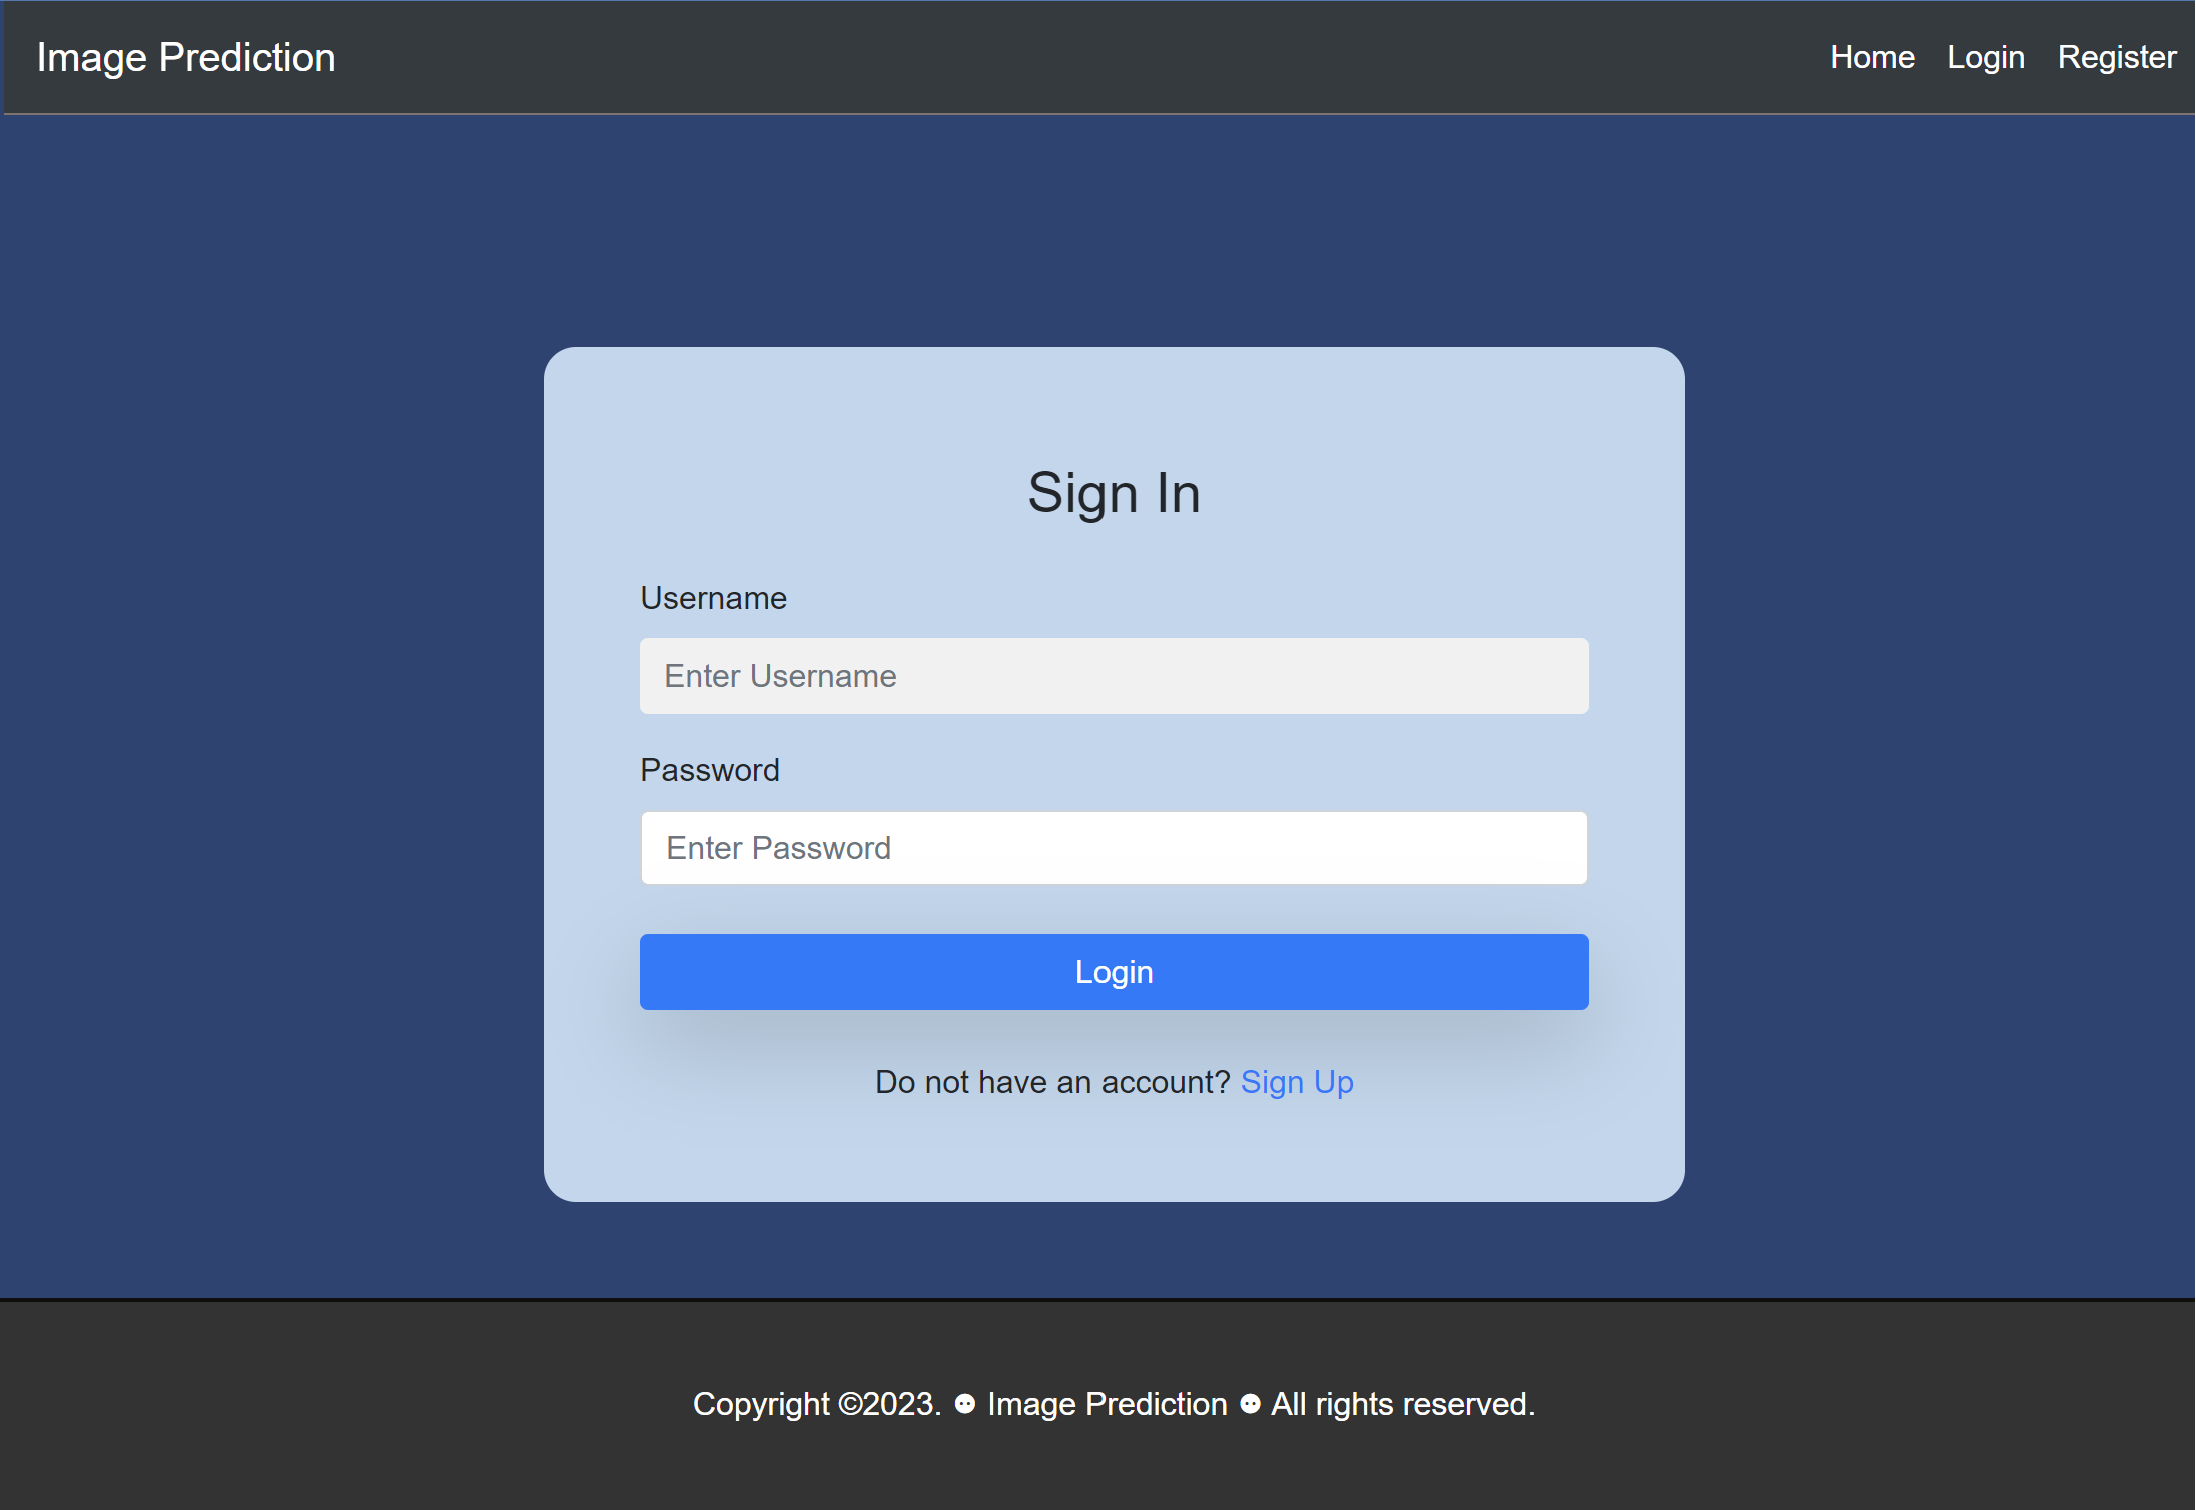 Image Prediction
Home Login Register
Sign In
Username
Enter Username
Password
Enter Password
Login
Do not have an account? Sign Up
Copyright ©2023. ⚉ Image Prediction ⚉ All rights reserved.